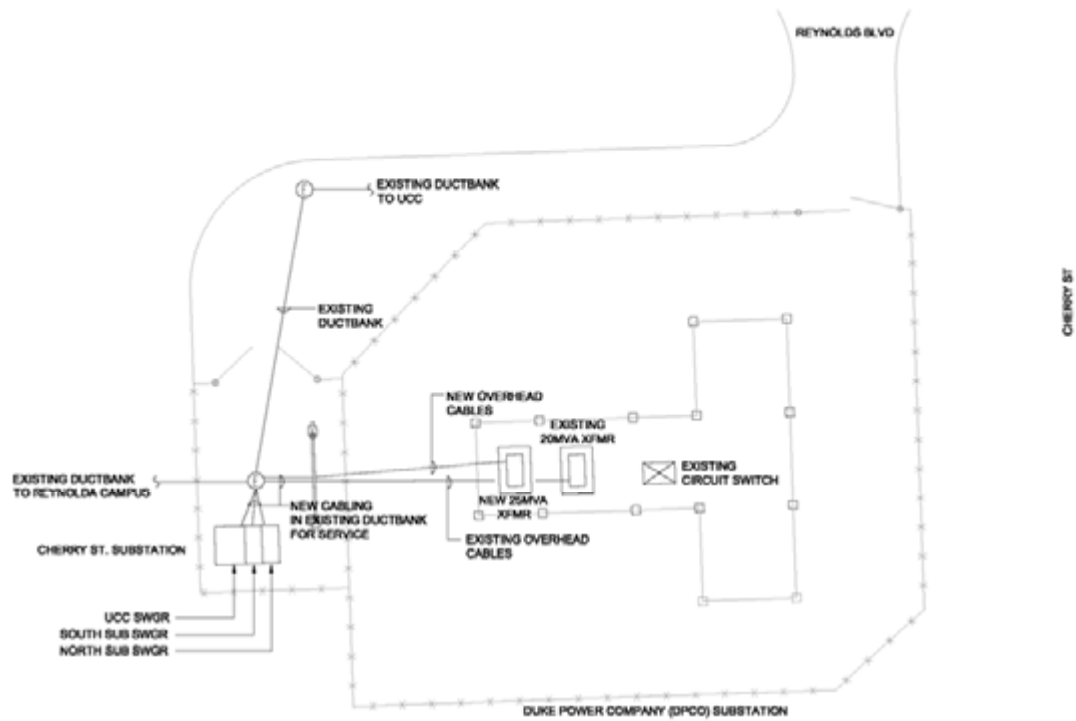 REYNOLDS BLVD
EXISTING DUCTBANK
TO UCC
CHERRY ST
EXISTING
DUCTBANK
NEW OVERHEAD
CABLES
EXISTING
20MVA XFMR
EXISTING DUCTBANK
TO REYNOLDA CAMPUS
EXISTING
CIRCUIT SWITCH
NEW 25MVA
XFMR
NEW CABLING
IN EXISTING DUCTBANK
FOR SERVICE
EXISTING OVERHEAD
CABLES
CHERRY ST. SUBSTATION
UCC SWGR
SOUTH SUB SWGR
NORTH SUB SWGR
DUKE POWER COMPANY (DPCO) SUBSTATION